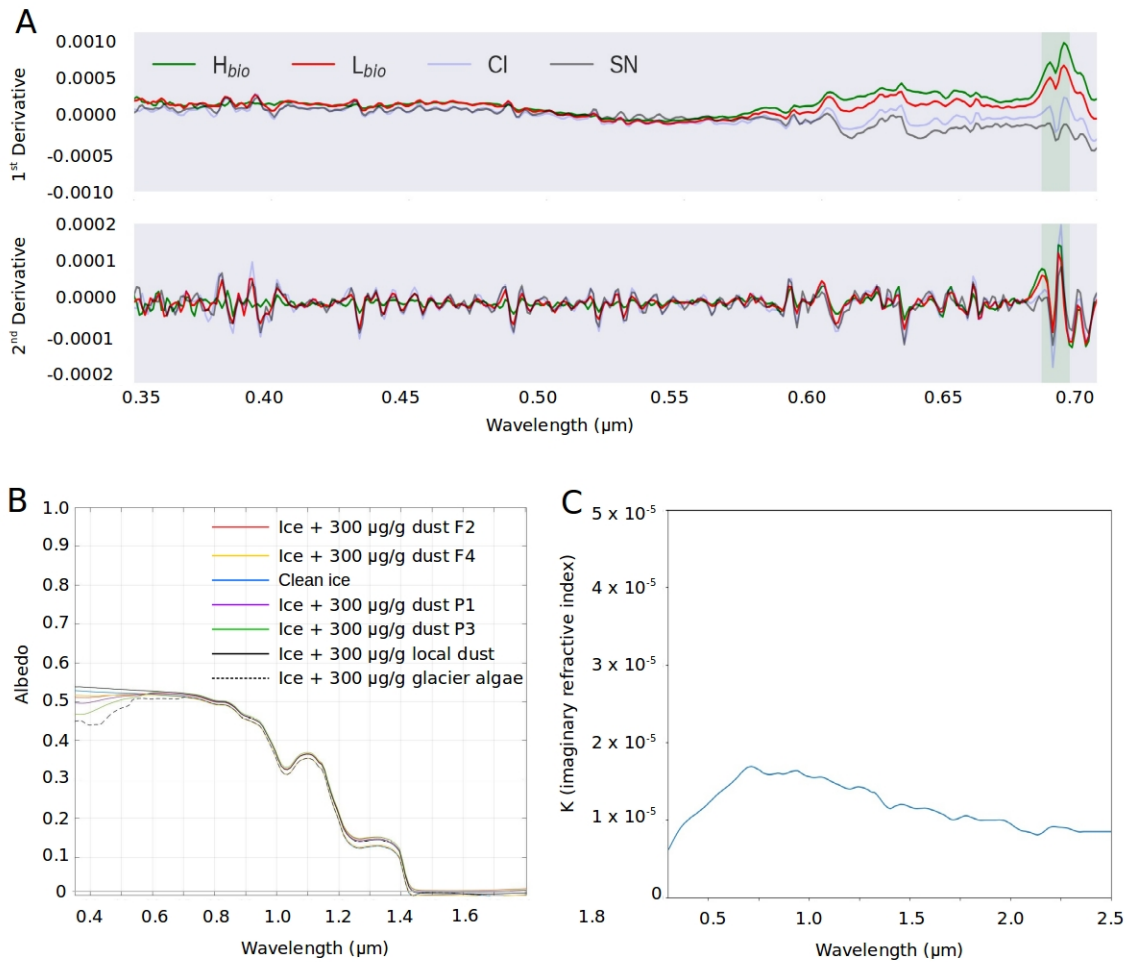 A
1st Derivative
0.0010
0.0005
0.0000
-0.0005
-0.0010
Hbio
Lbio
CI
SN
2nd Derivative
0.0002
0.0001
0.0000
-0.0001
-0.0002
0.35 0.40 0.45 0.50 0.55 0.60 0.65 0.70
Wavelength (µm)
B
Albedo
1.0
0.9
0.8
0.7
0.6
0.5
0.4
0.3
0.2
0.1
0
Ice + 300 µg/g dust F2
Ice + 300 µg/g dust F4
Clean ice
Ice + 300 µg/g dust P1
Ice + 300 µg/g dust P3
Ice + 300 µg/g local dust
Ice + 300 µg/g glacier algae
0.4 0.6 0.8 1.0 1.2 1.4 1.6 1.8
Wavelength (µm)
C
K (imaginary refractive index)
5 x 10-5
4 x 10-5
3 x 10-5
2 x 10-5
1 x 10-5
0
0.5 1.0 1.5 2.0 2.5
Wavelength (µm)